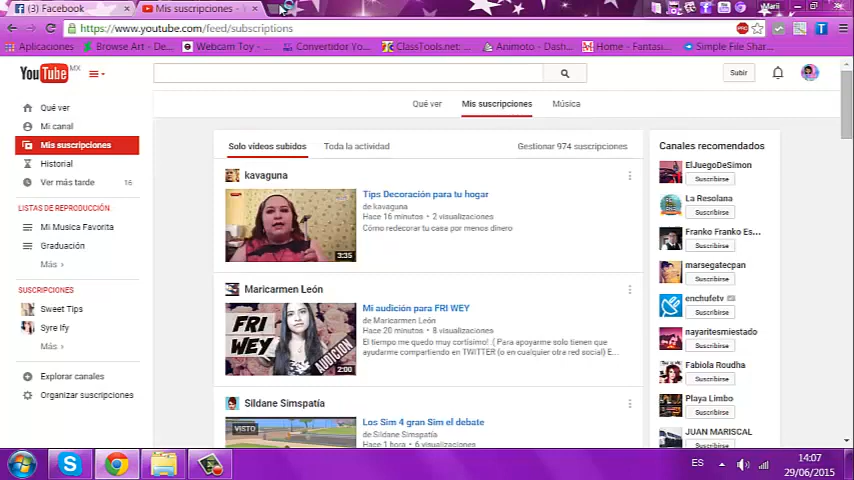 (3) Facebook
Mis suscripciones -
Marii
https://www.youtube.com/feed/subscriptions
Aplicaciones
Browse Art - De...
Webcam Toy - ...
Convertidor Yo...
ClassTools.net: ...
Animoto - Dash...
Home - Fantasi...
Simple File Shar...
YouTube MX
Subir
Qué ver
Mi canal
Mis suscripciones
Historial
Ver más tarde 16
LISTAS DE REPRODUCCIÓN
Mi Musica Favorita
Graduación
Más ›
SUSCRIPCIONES
Sweet Tips
Syre Ify
Más ›
Explorar canales
Organizar suscripciones
Qué ver
Mis suscripciones
Música
Solo vídeos subidos
Toda la actividad
Gestionar 974 suscripciones
kavaguna
3:35
Tips Decoración para tu hogar
de kavaguna
Hace 16 minutos • 2 visualizaciones
Cómo redecorar tu casa por menos dinero
Maricarmen León
FRI
WEY
AUDICION
2:00
Mi audición para FRI WEY
de Maricarmen León
Hace 20 minutos • 8 visualizaciones
El tiempo me quedo muy cortísimo! :( Para apoyarme solo tienen que
ayudarme compartiendo en TWITTER (o en cualquier otra red social) E...
Sildane Simspatía
VISTO
Los Sim 4 gran Sim el debate
de Sildane Simspatía
Hace 1 hora • 6 visualizaciones
Canales recomendados
ElJuegoDeSimon
Suscribirse
La Resolana
Suscribirse
Franko Franko Es...
Suscribirse
marsegatecpan
Suscribirse
enchufetv
Suscribirse
nayaritesmiestado
Suscribirse
Fabiola Roudha
Suscribirse
Playa Limbo
Suscribirse
JUAN MARISCAL
Suscribirse
ES
14:07
29/06/2015